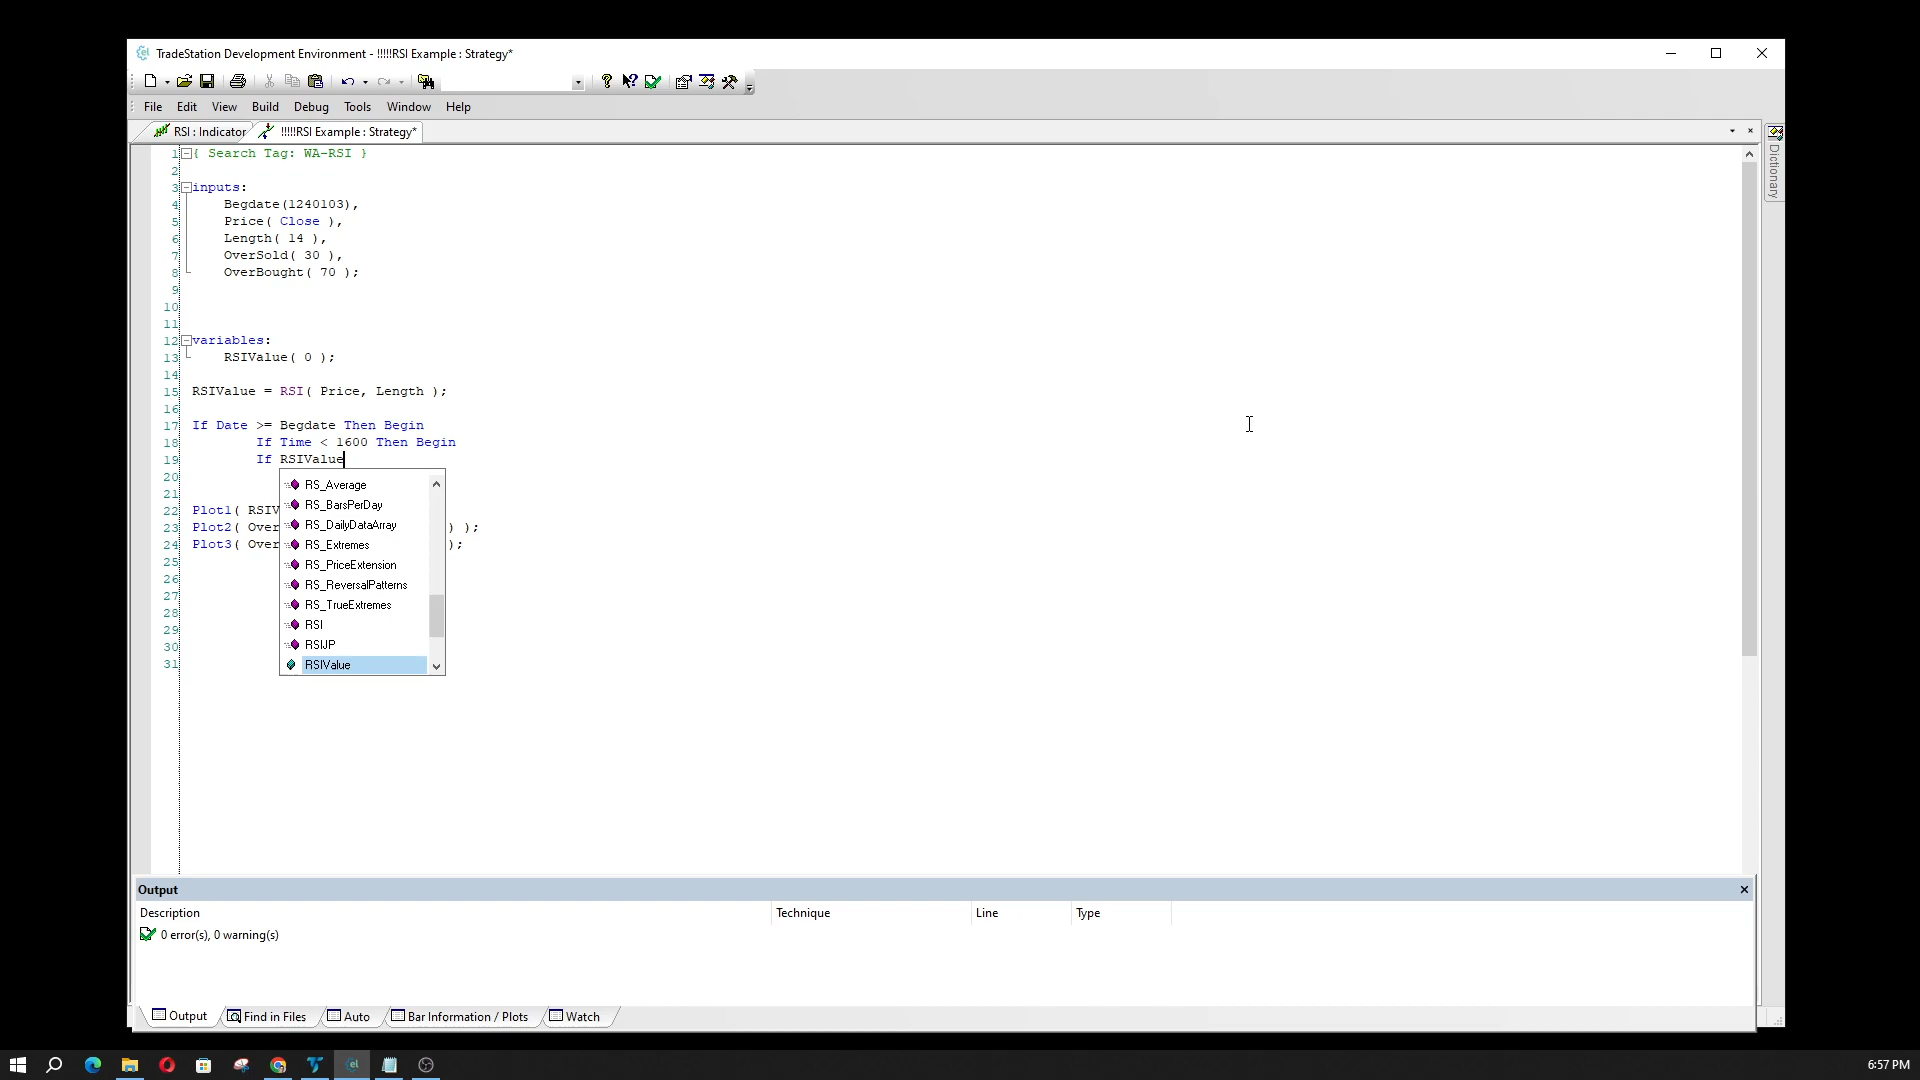 TradeStation Development Environment - !!!!!RSI Example : Strategy*
File Edit View Build Debug Tools Window Help
RSI : Indicator !!!!!RSI Example : Strategy*
Dictionary
1 { Search Tag: WA-RSI }
2
3 inputs:
4 Begdate(1240103),
5 Price( Close ),
6 Length( 14 ),
7 OverSold( 30 ),
8 OverBought( 70 );
9
10
11
12 variables:
13 RSIValue( 0 );
14
15 RSIValue = RSI( Price, Length );
16
17 If Date >= Begdate Then Begin
18 If Time < 1600 Then Begin
19 If RSIValue
20
21
22 Plot1( RSIV
23 Plot2( Over ) );
24 Plot3( Over );
25
26
27
28
29
30
31
RS_Average
RS_BarsPerDay
RS_DailyDataArray
RS_Extremes
RS_PriceExtension
RS_ReversalPatterns
RS_TrueExtremes
RSI
RSIJP
RSIValue
Output
Description Technique Line Type
0 error(s), 0 warning(s)
Output Find in Files Auto Bar Information / Plots Watch
6:57 PM